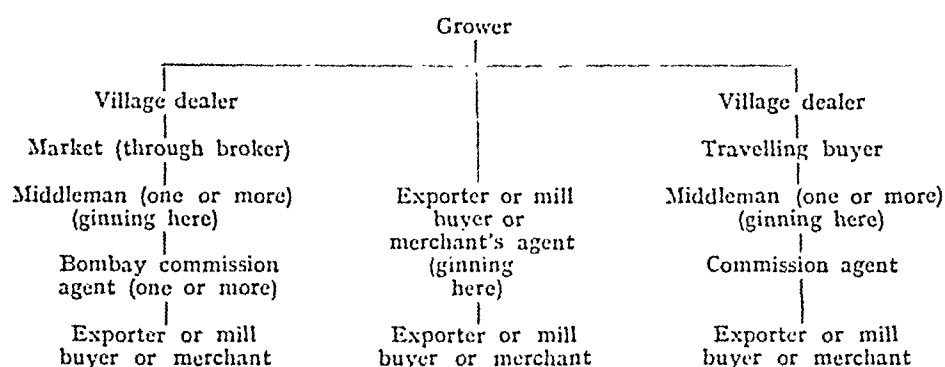 Grower
Village dealer
Market (through broker)
Middleman (one or more)
(ginning here)
Bombay commission
agent (one or more)
Exporter or mill
buyer or merchant
Exporter or mill
buyer or
merchant's agent
(ginning
here)
Exporter or mill
buyer or merchant
Village dealer
Travelling buyer
Middleman (one or more)
(ginning here)
Commission agent
Exporter or mill
buyer or merchant